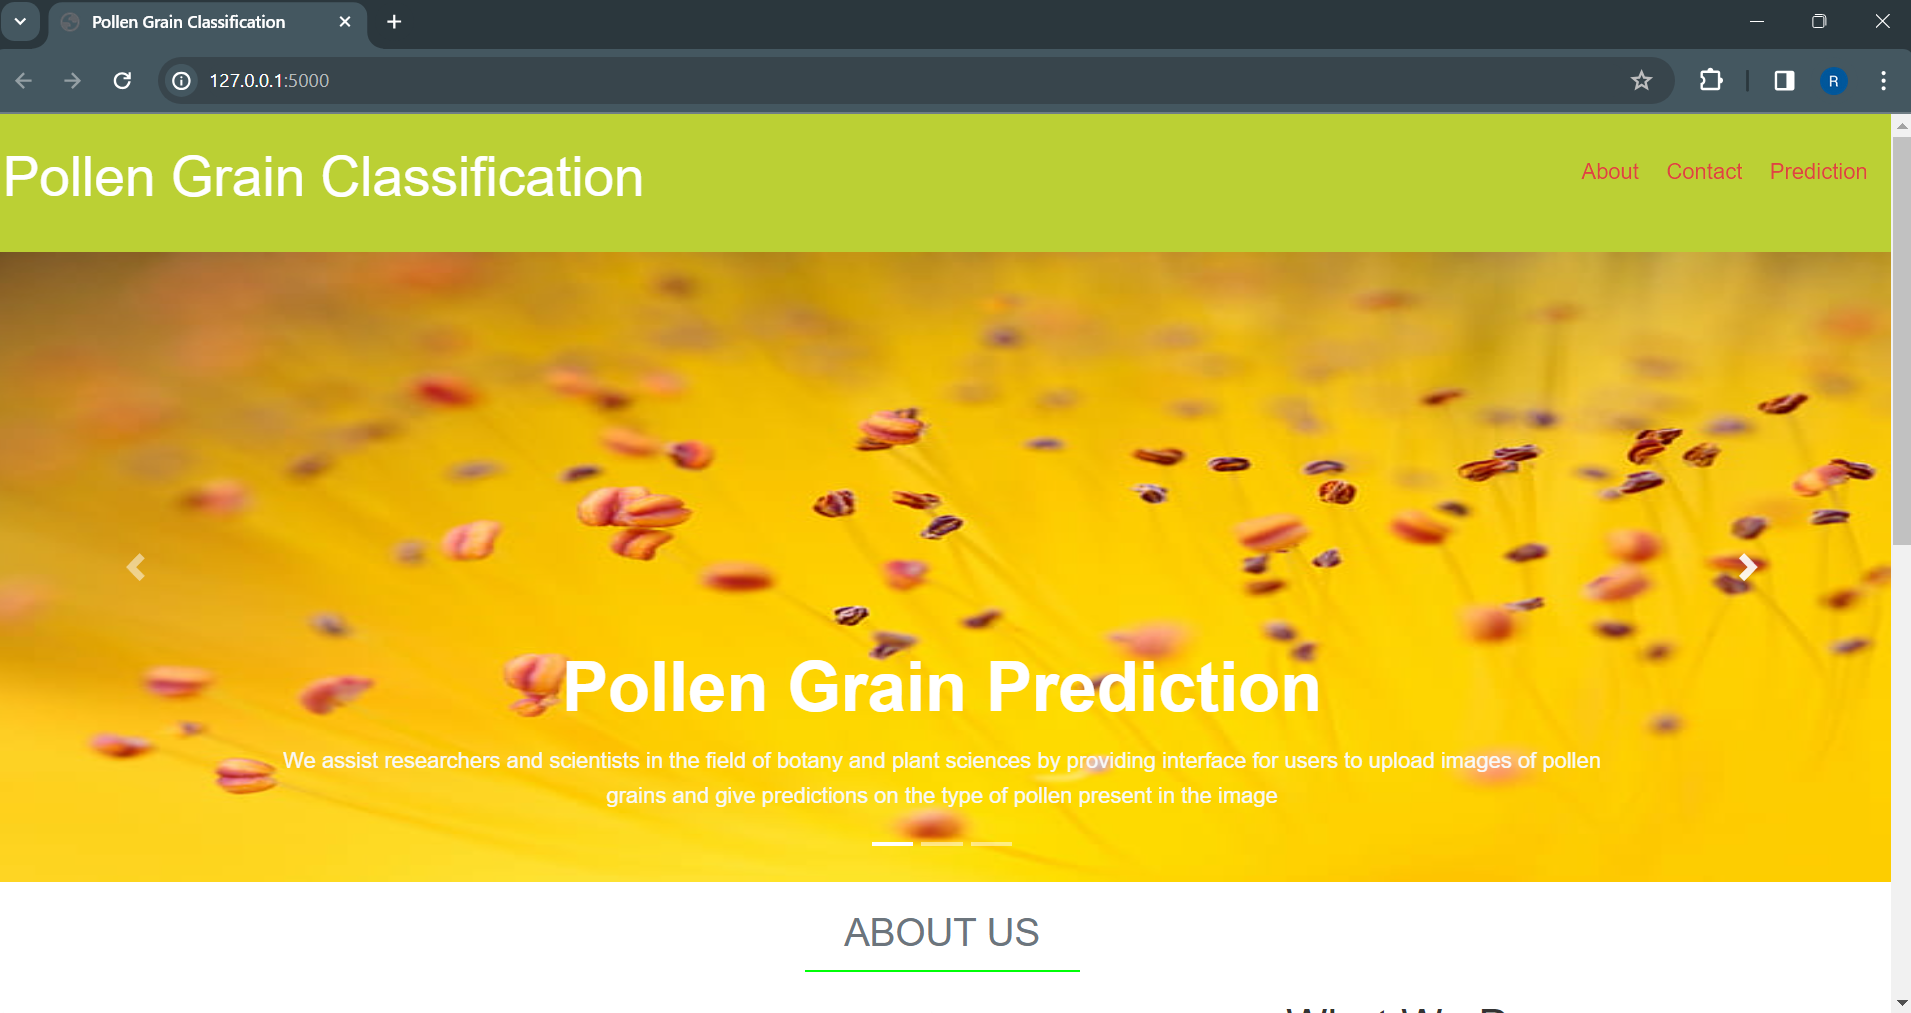 Pollen Grain Classification
127.0.0.1:5000
R
Pollen Grain Classification
About Contact Prediction
Pollen Grain Prediction
We assist researchers and scientists in the field of botany and plant sciences by providing interface for users to upload images of pollen
grains and give predictions on the type of pollen present in the image
ABOUT US
What We